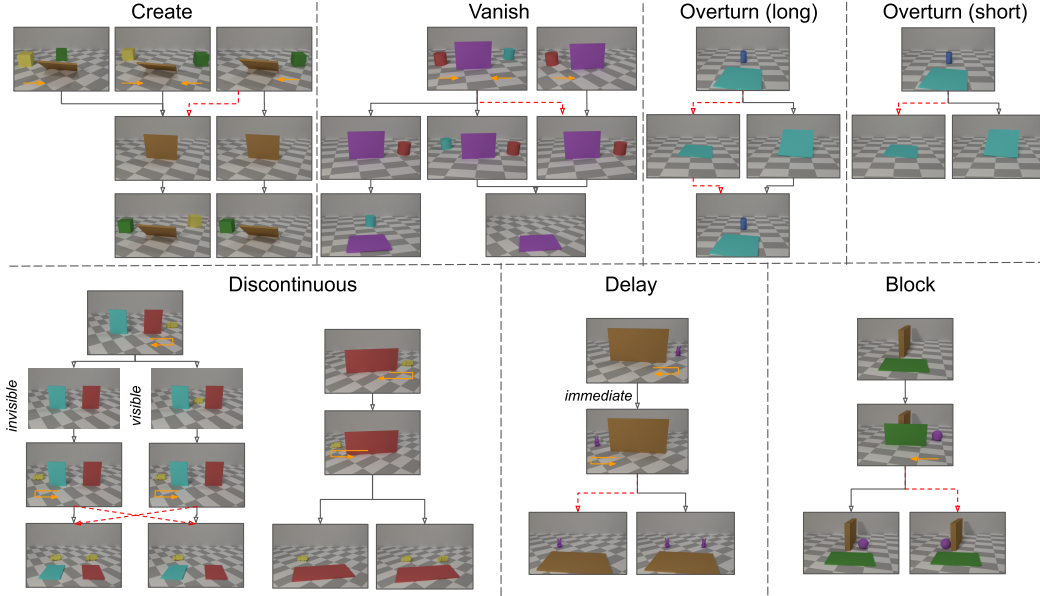 Create
Vanish
Overturn (long)
Overturn (short)
Discontinuous
Delay
Block
invisible
visible
immediate